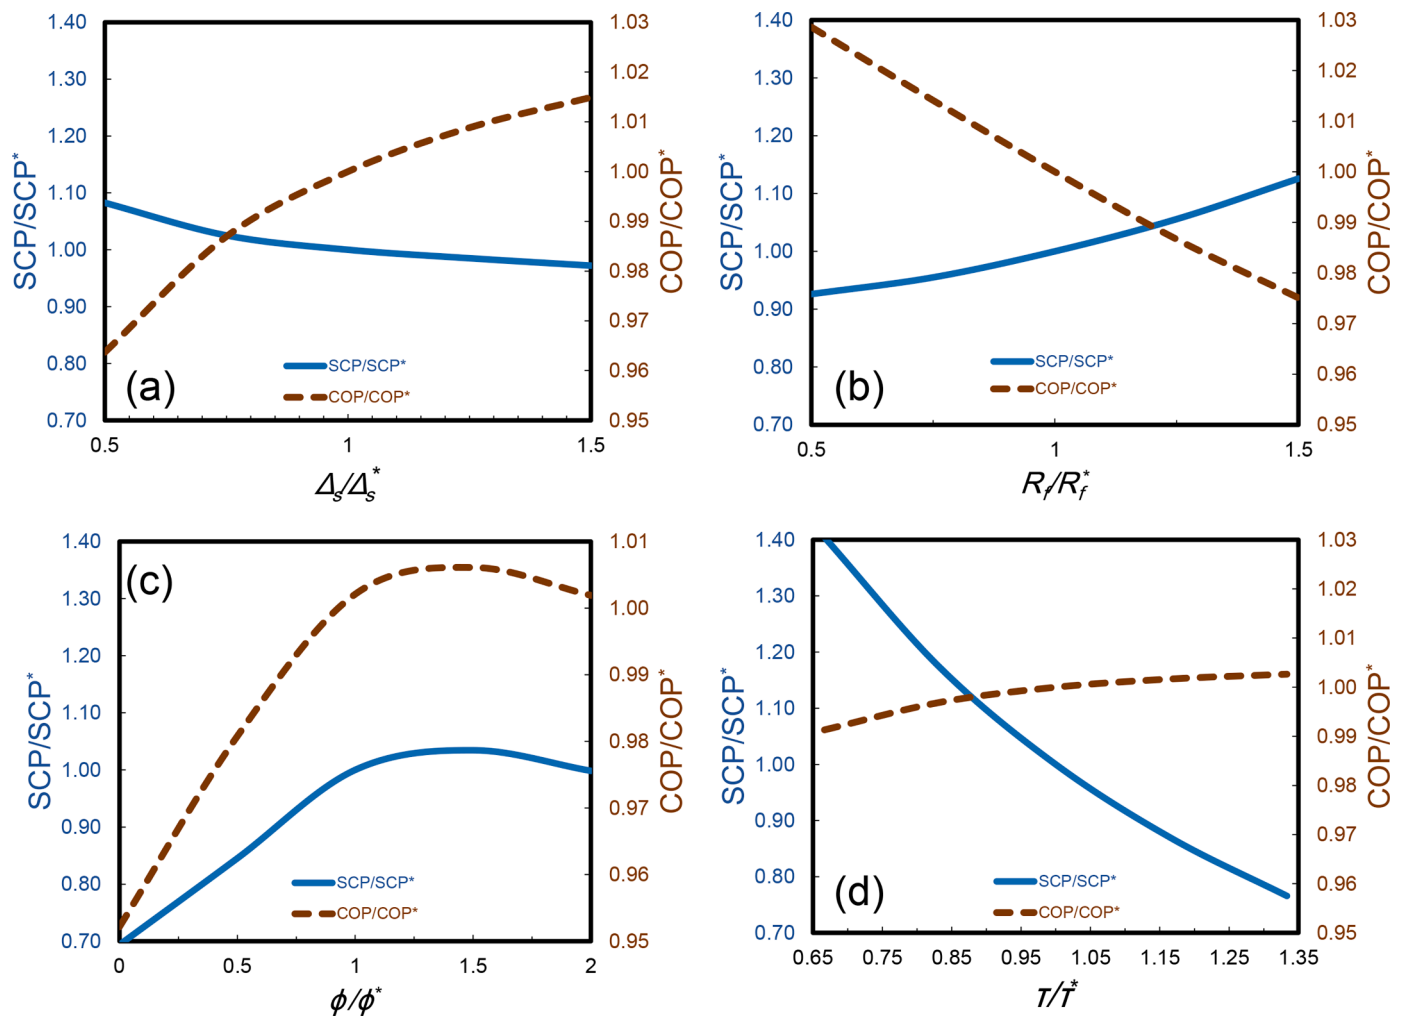 1.40
1.30
1.20
1.10
1.00
0.90
0.80
0.70
SCP/SCP*
1.03
1.02
1.01
1.00
0.99
0.98
0.97
0.96
0.95
COP/COP*
(a)
SCP/SCP*
COP/COP*
0.5 1 1.5
Δs/Δs*
1.40
1.30
1.20
1.10
1.00
0.90
0.80
0.70
SCP/SCP*
1.03
1.02
1.01
1.00
0.99
0.98
0.97
0.96
0.95
COP/COP*
(b)
SCP/SCP*
COP/COP*
0.5 1 1.5
Rf/Rf*
1.40
1.30
1.20
1.10
1.00
0.90
0.80
0.70
SCP/SCP*
1.01
1.00
0.99
0.98
0.97
0.96
0.95
COP/COP*
(c)
SCP/SCP*
COP/COP*
0 0.5 1 1.5 2
ϕ/ϕ*
1.40
1.30
1.20
1.10
1.00
0.90
0.80
0.70
SCP/SCP*
1.03
1.02
1.01
1.00
0.99
0.98
0.97
0.96
0.95
COP/COP*
(d)
SCP/SCP*
COP/COP*
0.65 0.75 0.85 0.95 1.05 1.15 1.25 1.35
τ/τ*